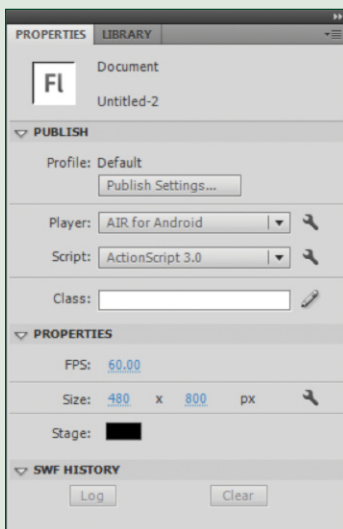 PROPERTIES LIBRARY
Fl
Document
Untitled-2
PUBLISH
Profile: Default
Publish Settings...
Player: AIR for Android
Script: ActionScript 3.0
Class:
PROPERTIES
FPS: 60.00
Size: 480 x 800 px
Stage:
SWF HISTORY
Log Clear